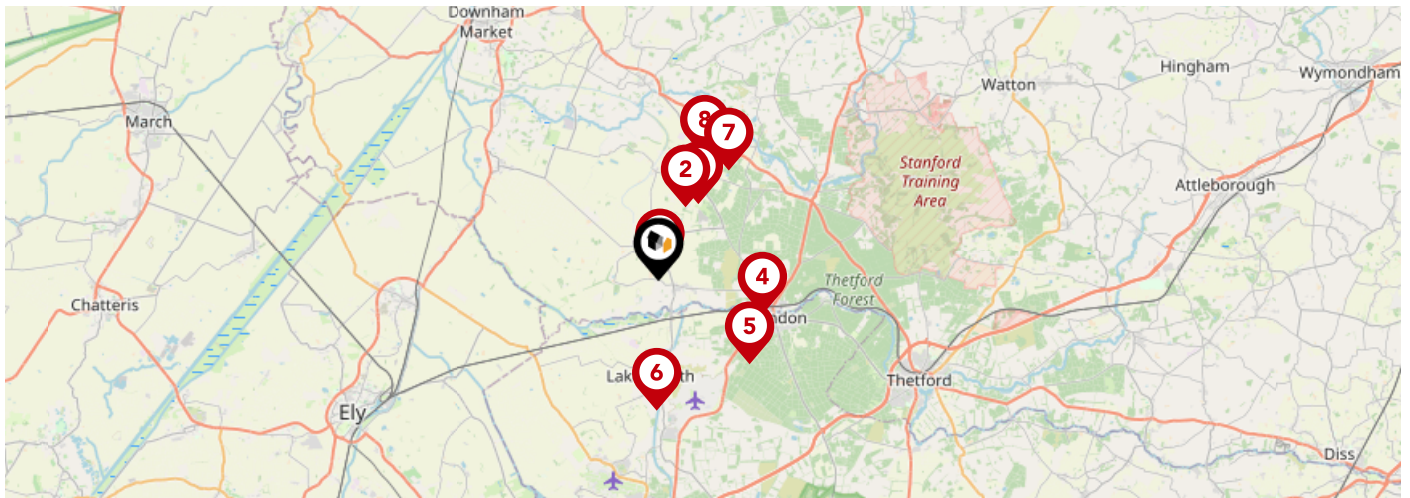 Downham
Market
Hingham
Wymondham
Watton
March
8
7
2
Stanford
Training
Area
Attleborough
4
Thetford
Forest
Chatteris
5
ndon
6
Lak
th
Thetford
Ely
Diss